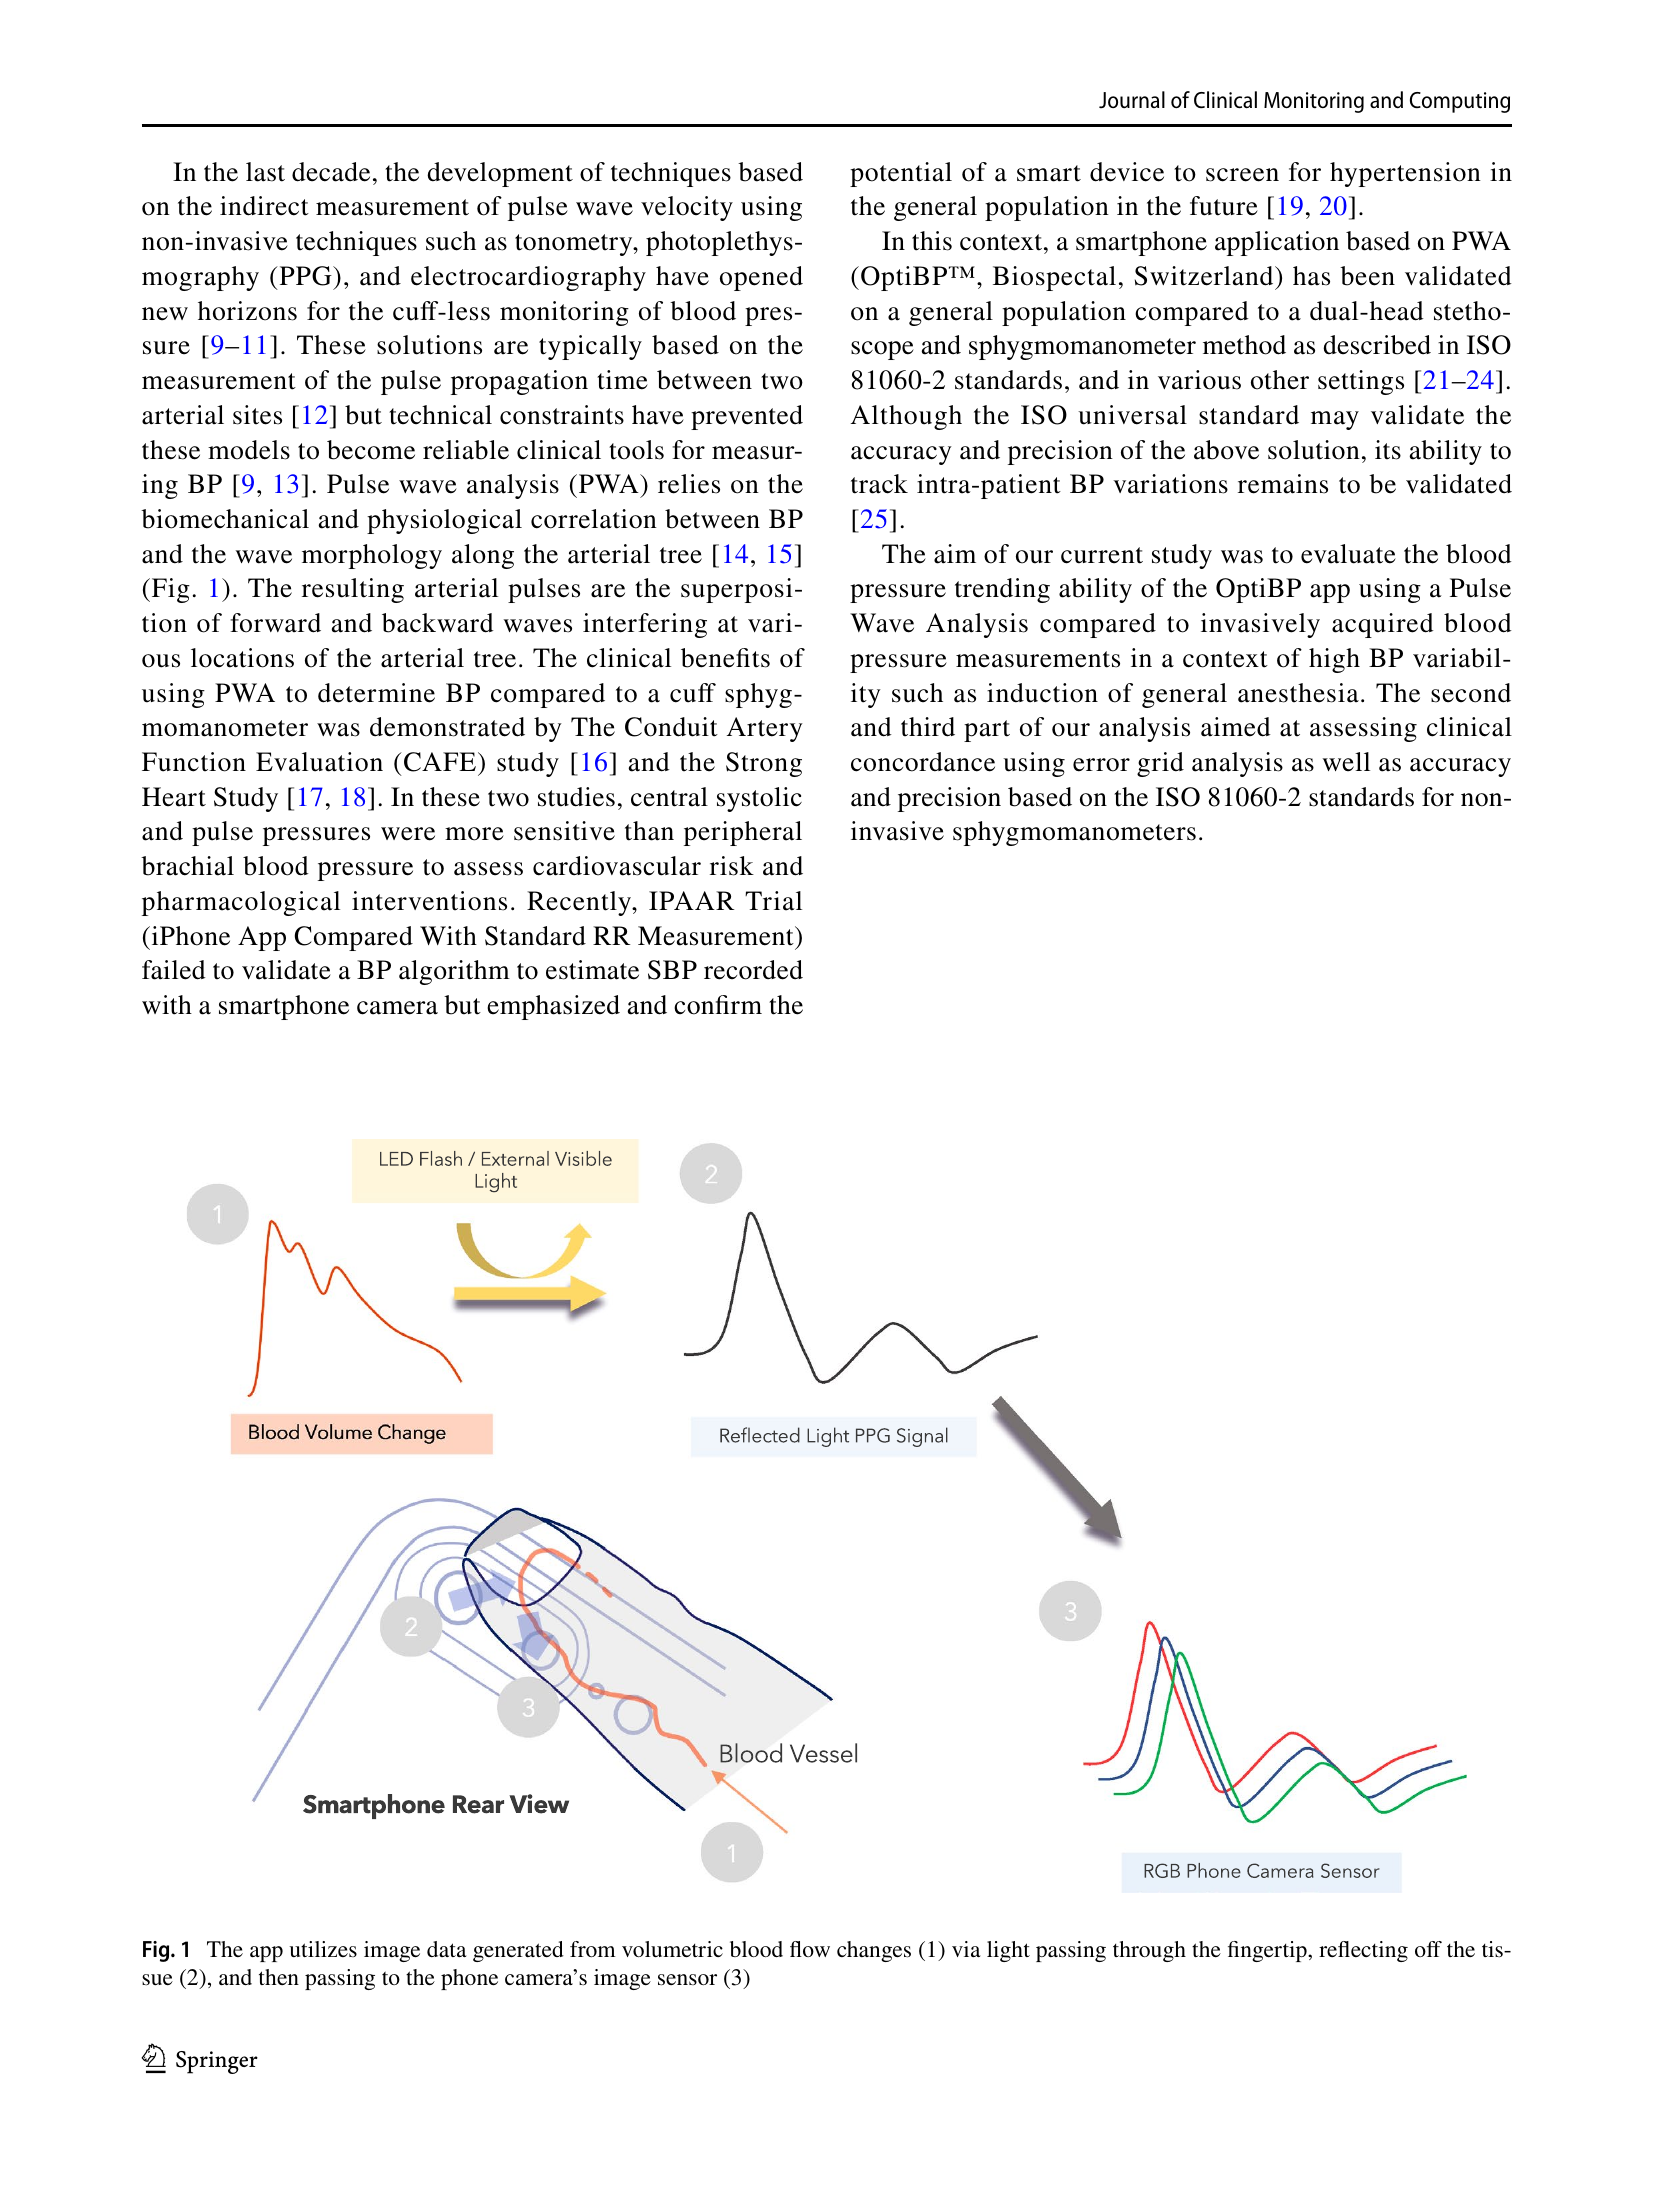 Journal of Clinical Monitoring and Computing
In the last decade, the development of techniques based
on the indirect measurement of pulse wave velocity using
non-invasive techniques such as tonometry, photoplethys-
mography (PPG), and electrocardiography have opened
new horizons for the cuff-less monitoring of blood pres-
sure [9–11]. These solutions are typically based on the
measurement of the pulse propagation time between two
arterial sites [12] but technical constraints have prevented
these models to become reliable clinical tools for measur-
ing BP [9, 13]. Pulse wave analysis (PWA) relies on the
biomechanical and physiological correlation between BP
and the wave morphology along the arterial tree [14, 15]
(Fig. 1). The resulting arterial pulses are the superposi-
tion of forward and backward waves interfering at vari-
ous locations of the arterial tree. The clinical benefits of
using PWA to determine BP compared to a cuff sphyg-
momanometer was demonstrated by The Conduit Artery
Function Evaluation (CAFE) study [16] and the Strong
Heart Study [17, 18]. In these two studies, central systolic
and pulse pressures were more sensitive than peripheral
brachial blood pressure to assess cardiovascular risk and
pharmacological interventions. Recently, IPAAR Trial
(iPhone App Compared With Standard RR Measurement)
failed to validate a BP algorithm to estimate SBP recorded
with a smartphone camera but emphasized and confirm the
potential of a smart device to screen for hypertension in
the general population in the future [19, 20].
In this context, a smartphone application based on PWA
(OptiBP™, Biospectal, Switzerland) has been validated
on a general population compared to a dual-head stetho-
scope and sphygmomanometer method as described in ISO
81060-2 standards, and in various other settings [21–24].
Although the ISO universal standard may validate the
accuracy and precision of the above solution, its ability to
track intra-patient BP variations remains to be validated
[25].
The aim of our current study was to evaluate the blood
pressure trending ability of the OptiBP app using a Pulse
Wave Analysis compared to invasively acquired blood
pressure measurements in a context of high BP variabil-
ity such as induction of general anesthesia. The second
and third part of our analysis aimed at assessing clinical
concordance using error grid analysis as well as accuracy
and precision based on the ISO 81060-2 standards for non-
invasive sphygmomanometers.
LED Flash / External Visible
Light
1
2
Blood Volume Change
Reflected Light PPG Signal
2
3
3
Blood Vessel
Smartphone Rear View
1
RGB Phone Camera Sensor
Fig. 1 The app utilizes image data generated from volumetric blood flow changes (1) via light passing through the fingertip, reflecting off the tis-
sue (2), and then passing to the phone camera's image sensor (3)
Springer